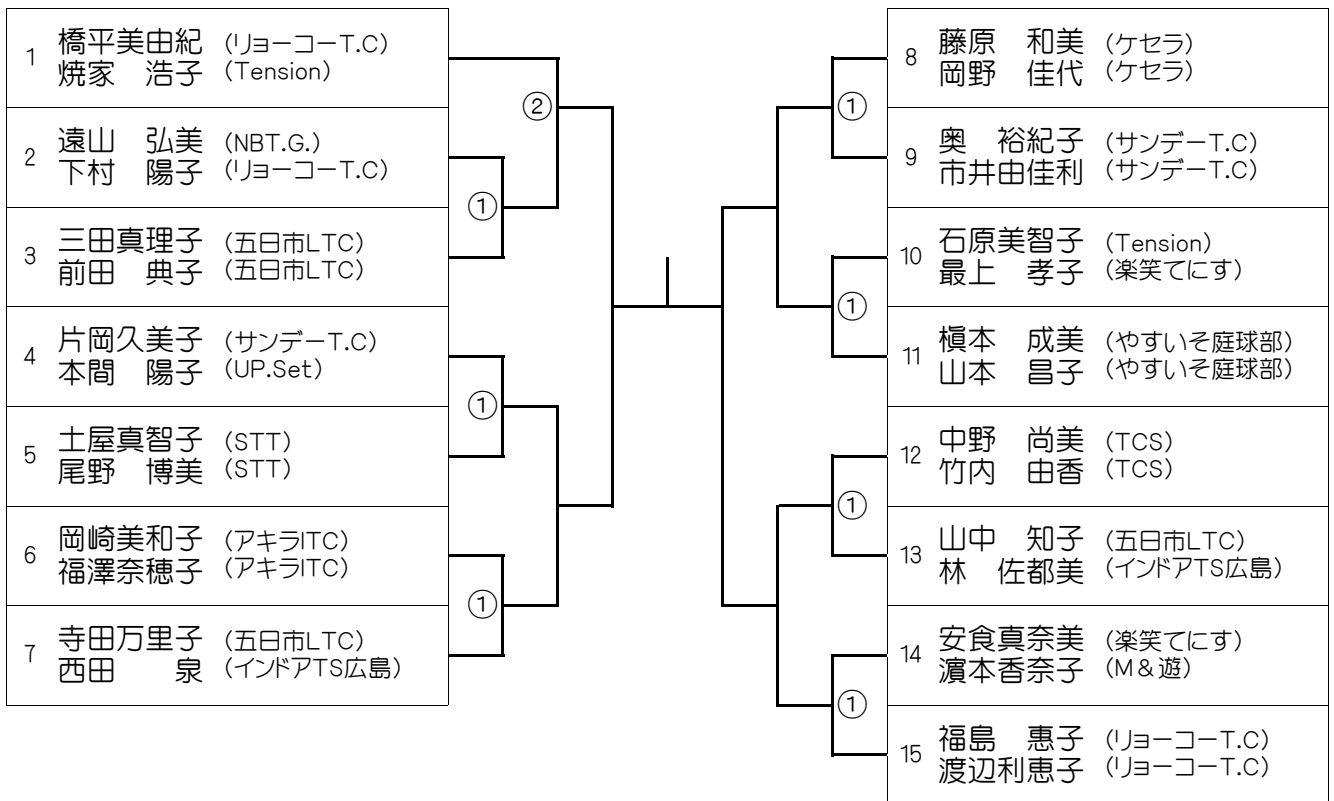 1 橋平美由紀 (リョーコーT.C)
焼家　浩子 (Tension)
2 遠山　弘美 (NBT.G.)
下村　陽子 (リョーコーT.C)
3 三田真理子 (五日市LTC)
前田　典子 (五日市LTC)
4 片岡久美子 (サンデーT.C)
本間　陽子 (UP.Set)
5 土屋真智子 (STT)
尾野　博美 (STT)
6 岡崎美和子 (アキラITC)
福澤奈穂子 (アキラITC)
7 寺田万里子 (五日市LTC)
西田　　泉 (インドアTS広島)
②
①
①
①
8 藤原　和美 (ケセラ)
岡野　佳代 (ケセラ)
9 奥　裕紀子 (サンデーT.C)
市井由佳利 (サンデーT.C)
10 石原美智子 (Tension)
最上　孝子 (楽笑てにす)
11 槇本　成美 (やすいそ庭球部)
山本　昌子 (やすいそ庭球部)
12 中野　尚美 (TCS)
竹内　由香 (TCS)
13 山中　知子 (五日市LTC)
林　佐都美 (インドアTS広島)
14 安食真奈美 (楽笑てにす)
濵本香奈子 (M&遊)
15 福島　惠子 (リョーコーT.C)
渡辺利恵子 (リョーコーT.C)
①
①
①
①